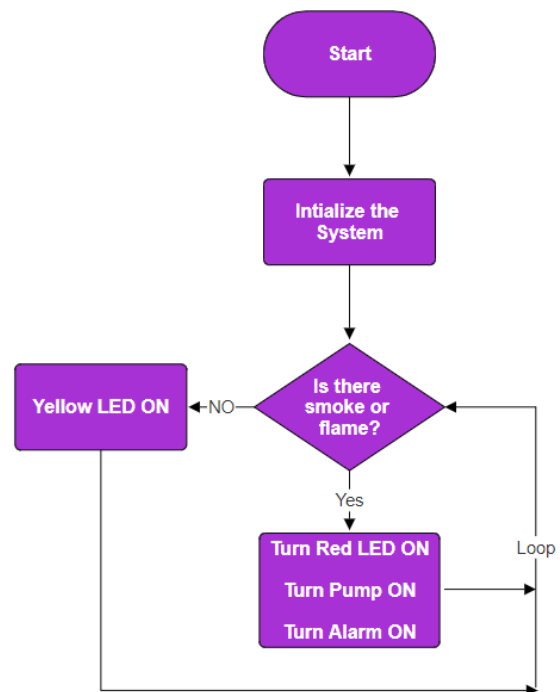 Start
Intialize the
System
Is there
smoke or
flame?
NO
Yellow LED ON
Yes
Turn Red LED ON
Turn Pump ON
Turn Alarm ON
Loop